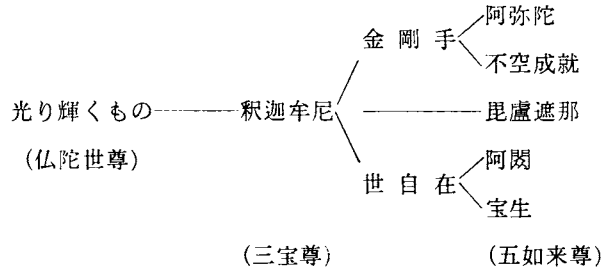 阿弥陀
金剛手
不空成就
光り輝くもの 釈迦牟尼 毘盧遮那
(仏陀世尊)
阿閦
世自在
宝生
(三宝尊) (五如来尊)